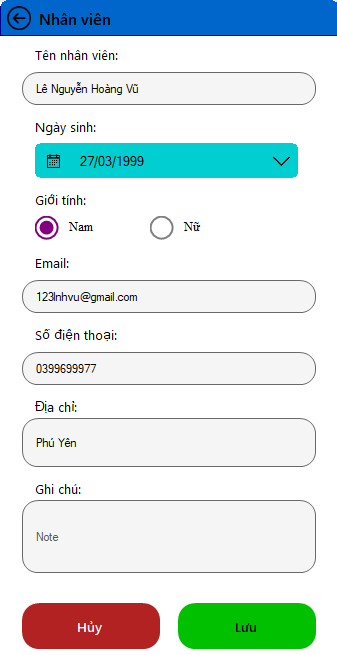 Nhân viên
Tên nhân viên:
Lê Nguyễn Hoàng Vũ
Ngày sinh:
27/03/1999
Giới tính:
Nam
Nữ
Email:
123lnhvu@gmail.com
Số điện thoại:
0399699977
Địa chỉ:
Phú Yên
Ghi chú:
Note
Hủy
Lưu